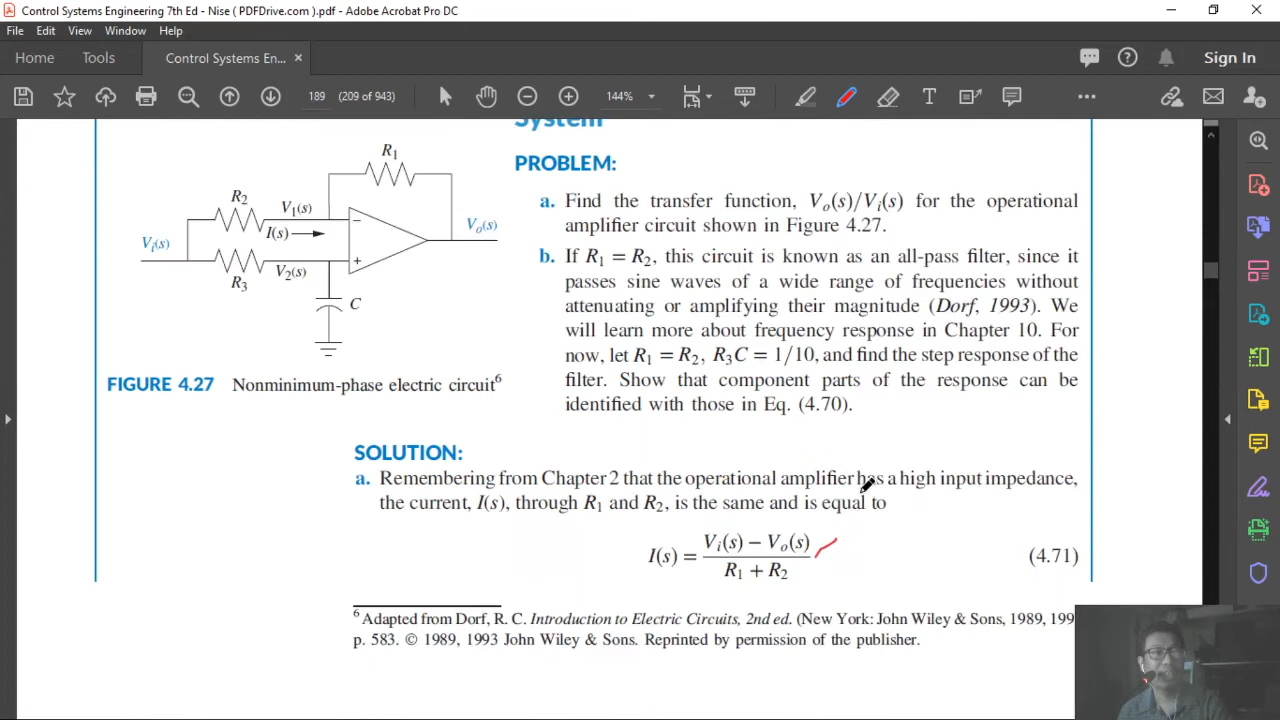 Control Systems Engineering 7th Ed - Nise ( PDFDrive.com ).pdf - Adobe Acrobat Pro DC
File Edit View Window Help
Home Tools Control Systems En... × Sign In
189 (209 of 943) 144%
System
PROBLEM:
a. Find the transfer function, Vo(s)/Vi(s) for the operational
amplifier circuit shown in Figure 4.27.
b. If R1 = R2, this circuit is known as an all-pass filter, since it
passes sine waves of a wide range of frequencies without
attenuating or amplifying their magnitude (Dorf, 1993). We
will learn more about frequency response in Chapter 10. For
now, let R1 = R2, R3C = 1/10, and find the step response of the
filter. Show that component parts of the response can be
identified with those in Eq. (4.70).
R1
R2
V1(s)
I(s)
−
Vo(s)
Vi(s)
+
R3
V2(s)
C
FIGURE 4.27 Nonminimum-phase electric circuit6
SOLUTION:
a. Remembering from Chapter 2 that the operational amplifier has a high input impedance,
the current, I(s), through R1 and R2, is the same and is equal to
I(s) = Vi(s) − Vo(s) / R1 + R2 (4.71)
6 Adapted from Dorf, R. C. Introduction to Electric Circuits, 2nd ed. (New York: John Wiley & Sons, 1989, 199
p. 583. © 1989, 1993 John Wiley & Sons. Reprinted by permission of the publisher.